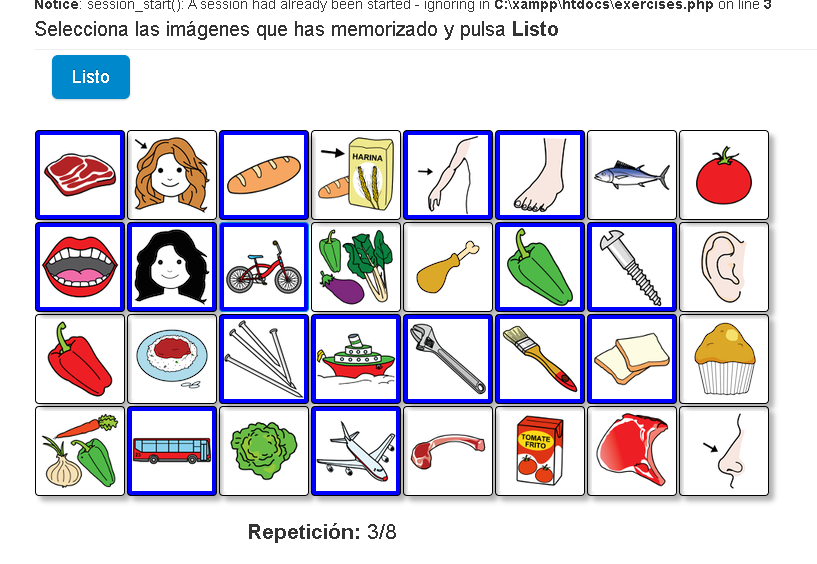 Notice: session_start(): A session had already been started - ignoring in C:\xampp\htdocs\exercises.php on line 3
Selecciona las imágenes que has memorizado y pulsa Listo
Listo
HARINA
TOMATE
FRITO
Repetición: 3/8